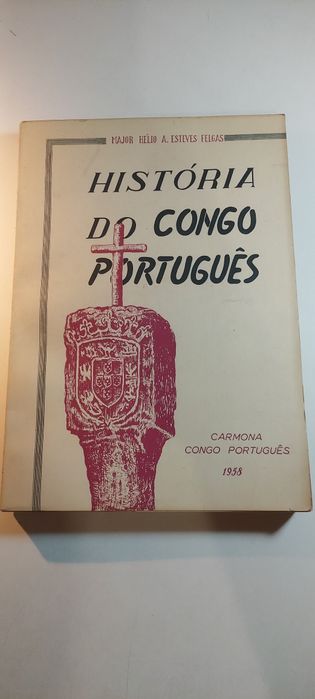 MAJOR HÉLIO A. ESTEVES FELGAS
HISTÓRIA
DO CONGO
PORTUGUÊS
CARMONA
CONGO PORTUGUÊS
1958